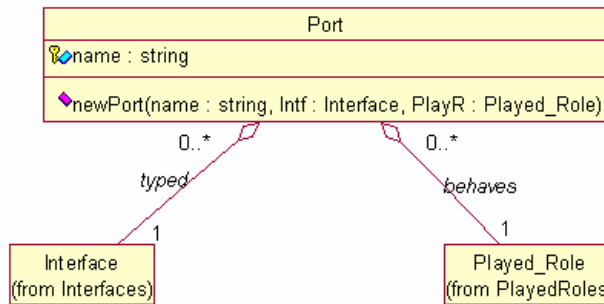 Port
name : string
newPort(name : string, Intf : Interface, PlayR : Played_Role)
0..*
0..*
typed
behaves
1
1
Interface
(from Interfaces)
Played_Role
(from PlayedRoles